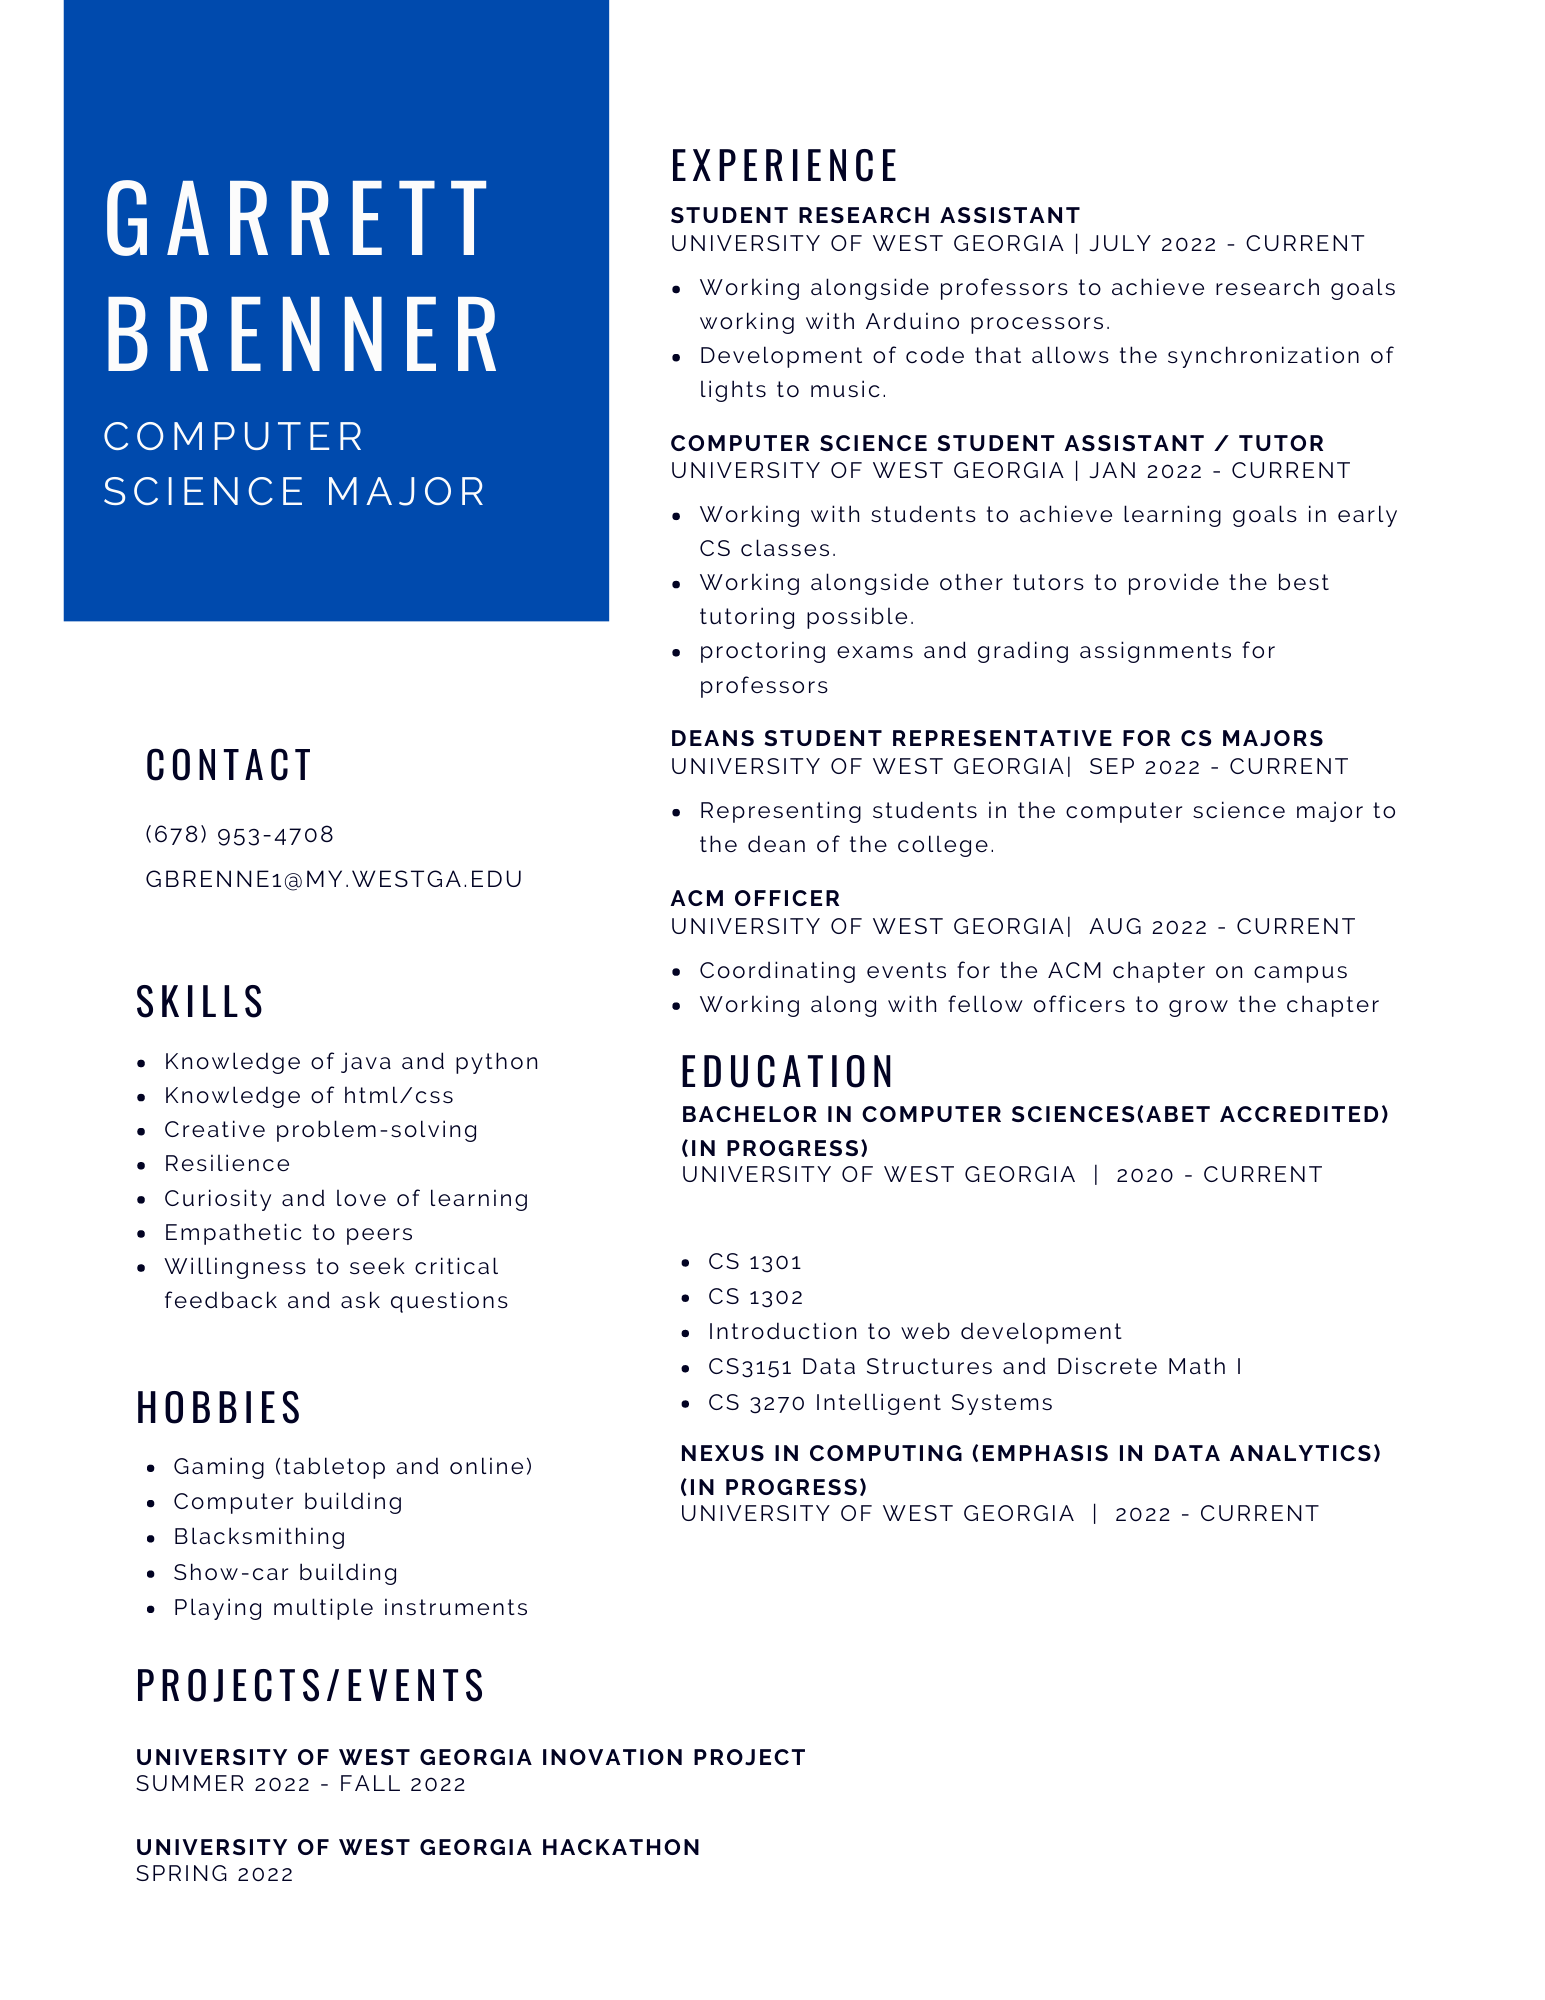 GARRETT
BRENNER
COMPUTER
SCIENCE MAJOR
CONTACT
(678) 953-4708
GBRENNE1@MY.WESTGA.EDU
SKILLS
• Knowledge of java and python
• Knowledge of html/css
• Creative problem-solving
• Resilience
• Curiosity and love of learning
• Empathetic to peers
• Willingness to seek critical
feedback and ask questions
HOBBIES
• Gaming (tabletop and online)
• Computer building
• Blacksmithing
• Show-car building
• Playing multiple instruments
EXPERIENCE
STUDENT RESEARCH ASSISTANT
UNIVERSITY OF WEST GEORGIA | JULY 2022 - CURRENT
• Working alongside professors to achieve research goals
working with Arduino processors.
• Development of code that allows the synchronization of
lights to music.
COMPUTER SCIENCE STUDENT ASSISTANT / TUTOR
UNIVERSITY OF WEST GEORGIA | JAN 2022 - CURRENT
• Working with students to achieve learning goals in early
CS classes.
• Working alongside other tutors to provide the best
tutoring possible.
• proctoring exams and grading assignments for
professors
DEANS STUDENT REPRESENTATIVE FOR CS MAJORS
UNIVERSITY OF WEST GEORGIA| SEP 2022 - CURRENT
• Representing students in the computer science major to
the dean of the college.
ACM OFFICER
UNIVERSITY OF WEST GEORGIA| AUG 2022 - CURRENT
• Coordinating events for the ACM chapter on campus
• Working along with fellow officers to grow the chapter
EDUCATION
BACHELOR IN COMPUTER SCIENCES(ABET ACCREDITED)
(IN PROGRESS)
UNIVERSITY OF WEST GEORGIA | 2020 - CURRENT
• CS 1301
• CS 1302
• Introduction to web development
• CS3151 Data Structures and Discrete Math I
• CS 3270 Intelligent Systems
NEXUS IN COMPUTING (EMPHASIS IN DATA ANALYTICS)
(IN PROGRESS)
UNIVERSITY OF WEST GEORGIA | 2022 - CURRENT
PROJECTS/EVENTS
UNIVERSITY OF WEST GEORGIA INOVATION PROJECT
SUMMER 2022 - FALL 2022
UNIVERSITY OF WEST GEORGIA HACKATHON
SPRING 2022